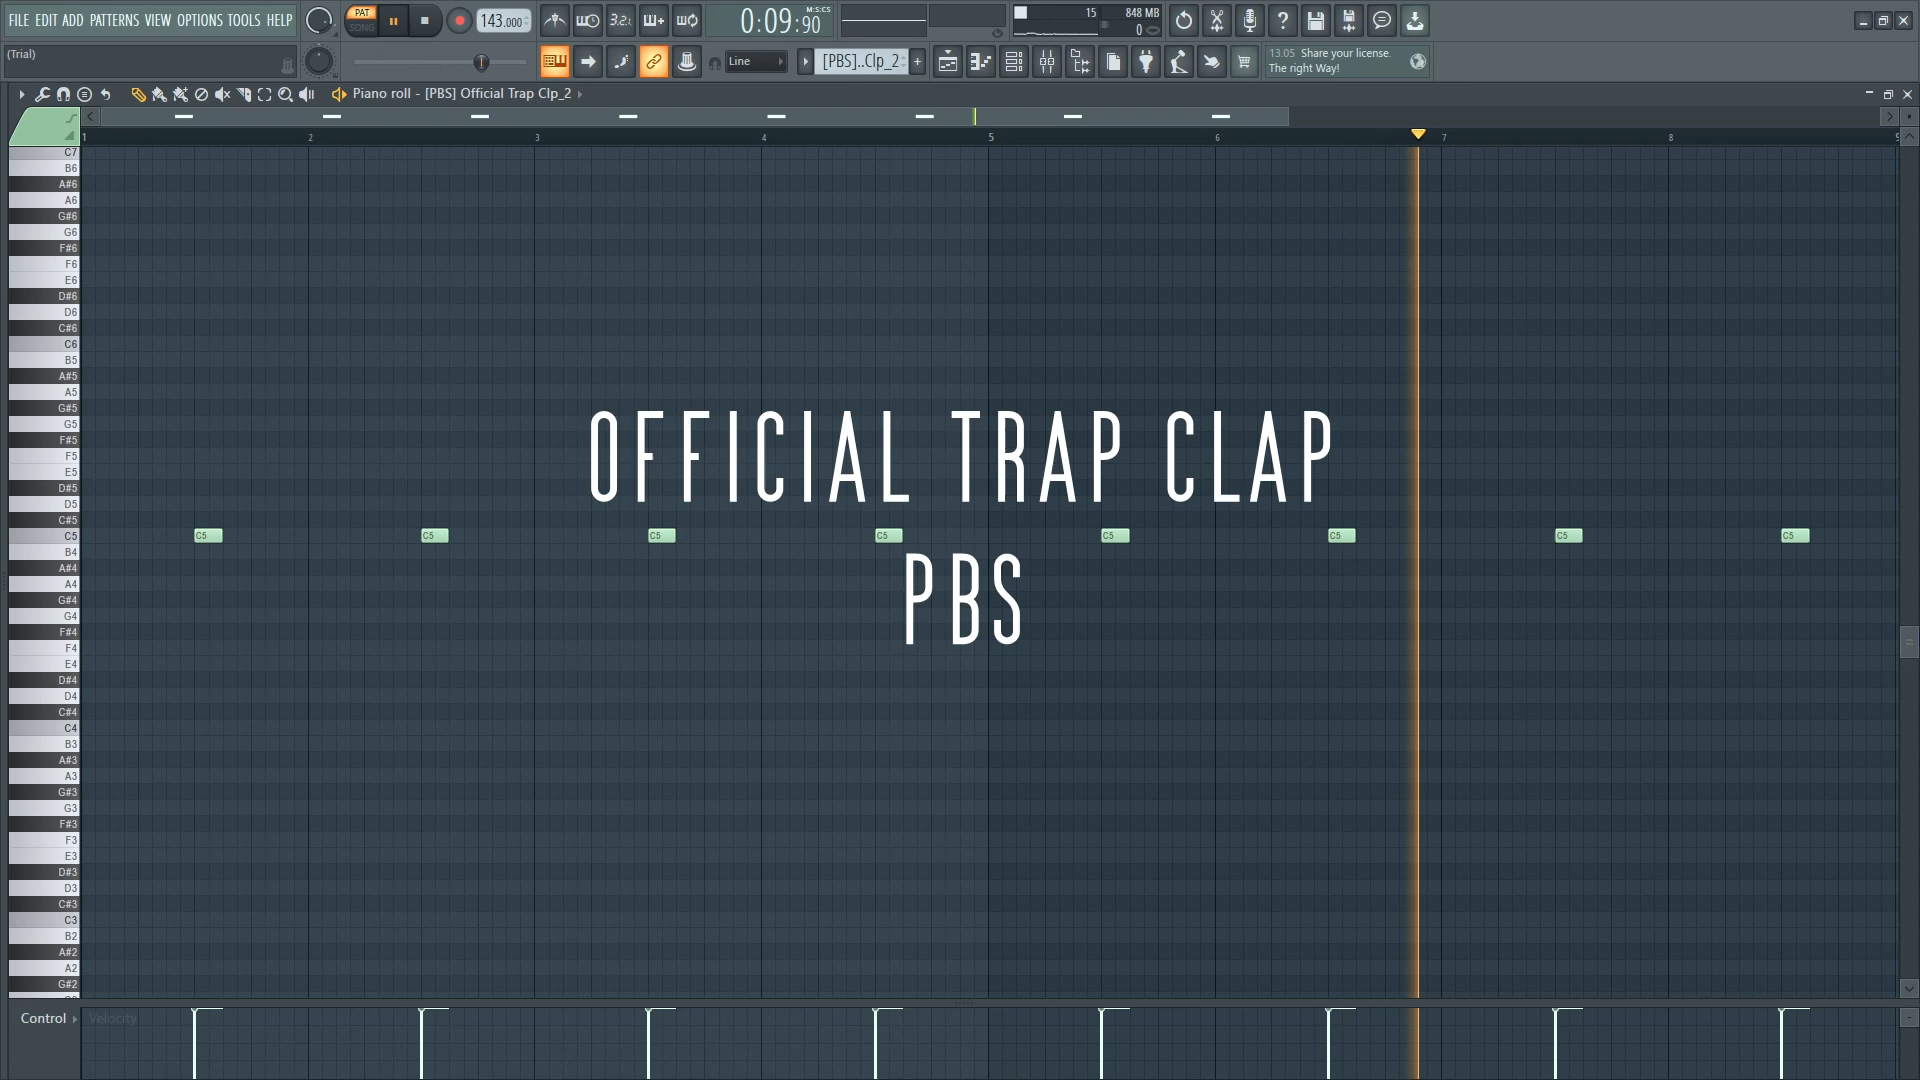 FILE EDIT ADD PATTERNS VIEW OPTIONS TOOLS HELP
PAT
SONG
143.000
3.2.
0:09:90
M:S:CS
15
848 MB
0
(Trial)
Line
[PBS]..Clp_2
13.05 Share your license.
The right Way!
Piano roll - [PBS] Official Trap Clp_2
1 2 3 4 5 6 7 8 9
C7
B6
A#6
A6
G#6
G6
F#6
F6
E6
D#6
D6
C#6
C6
B5
A#5
A5
G#5
G5
F#5
F5
E5
D#5
D5
C#5
C5
B4
A#4
A4
G#4
G4
F#4
F4
E4
D#4
D4
C#4
C4
B3
A#3
A3
G#3
G3
F#3
F3
E3
D#3
D3
C#3
C3
B2
A#2
A2
G#2
OFFICIAL TRAP CLAP
C5 C5 C5 C5 C5 C5 C5 C5
PBS
Control
Velocity